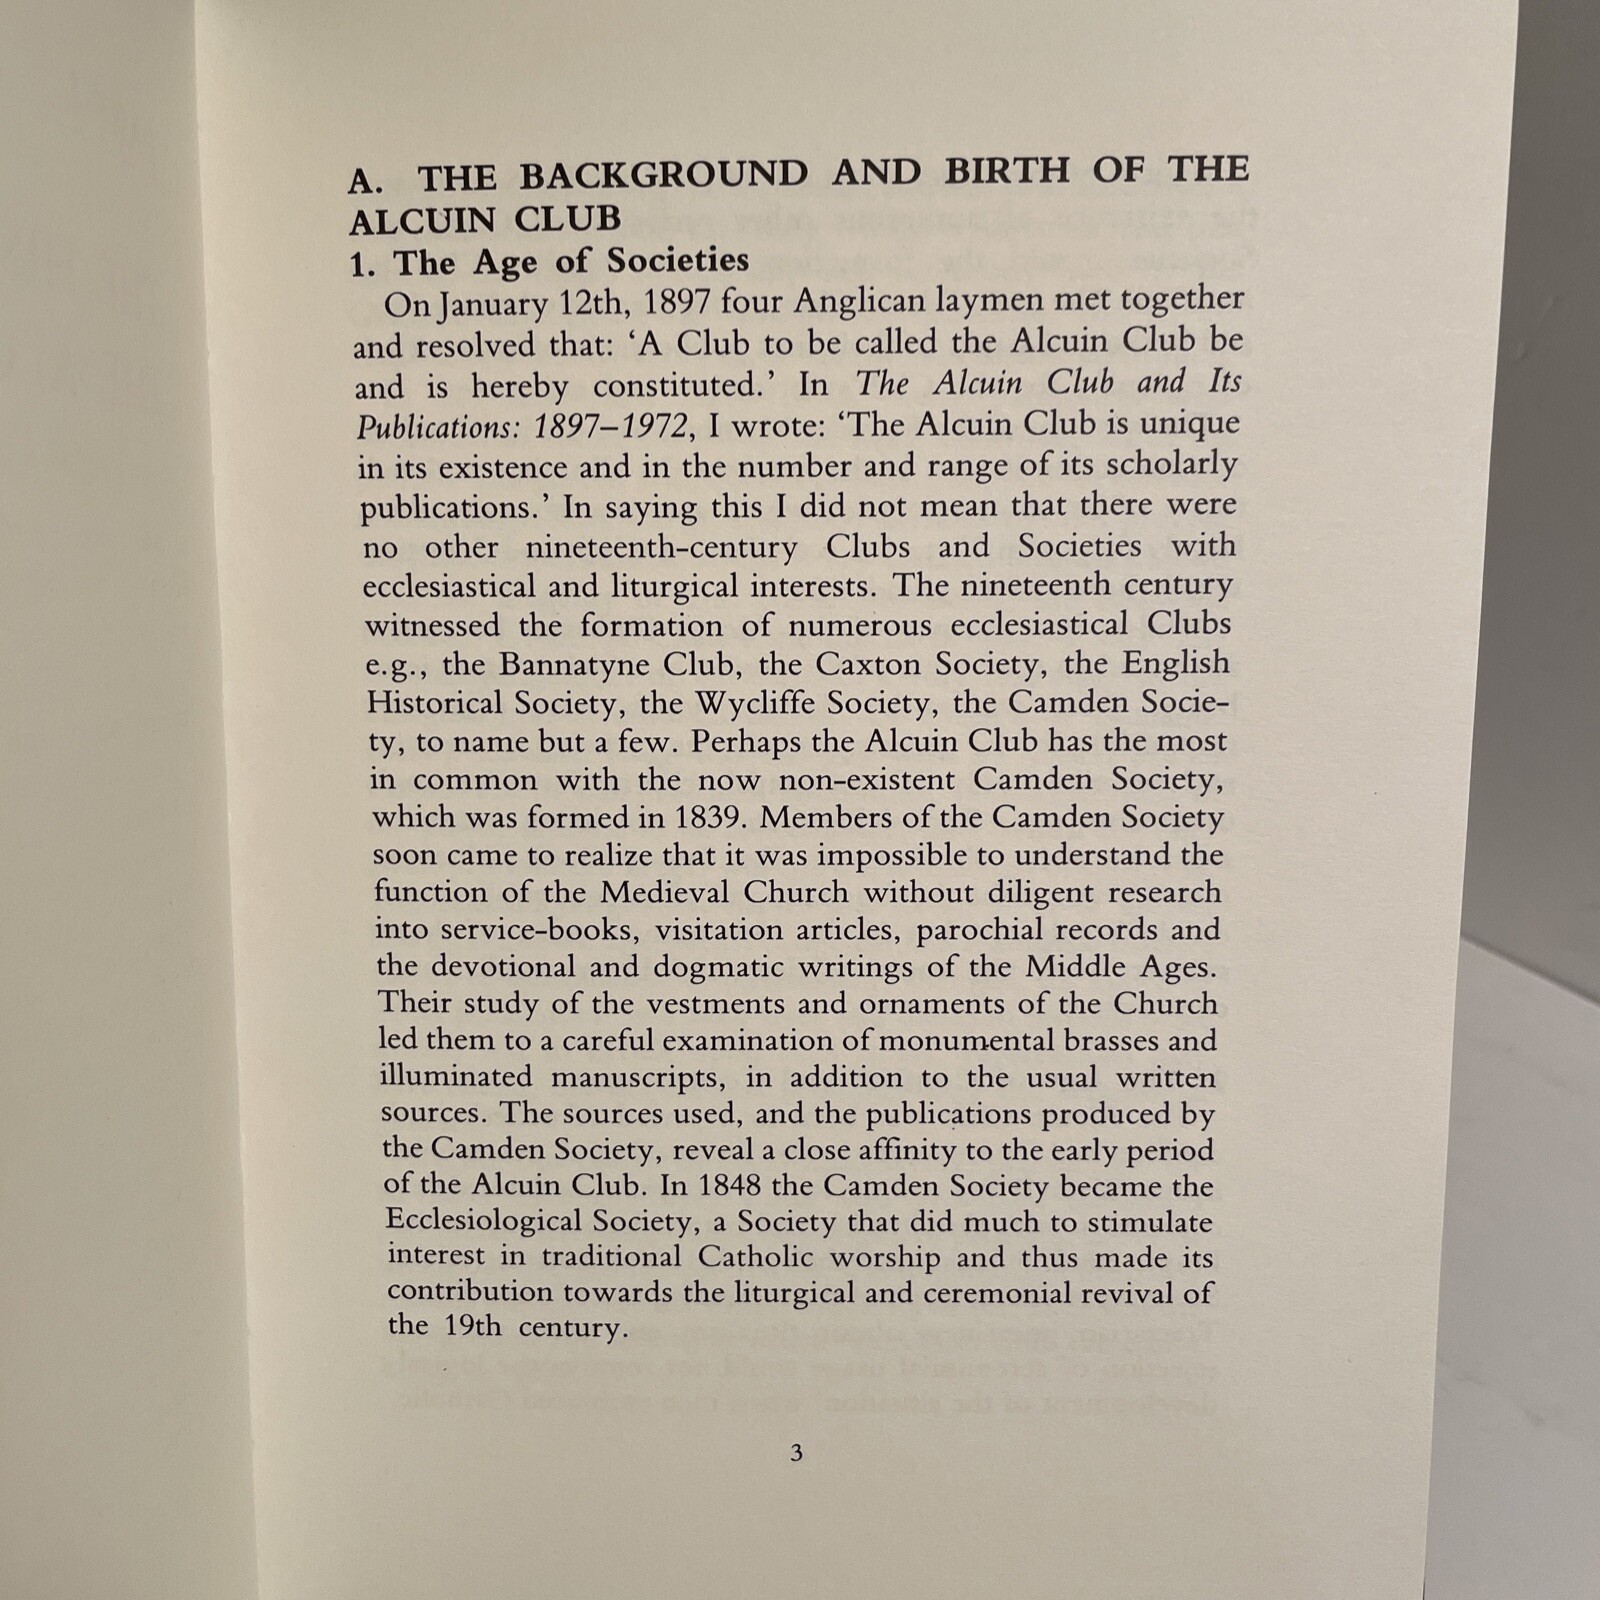 A. THE BACKGROUND AND BIRTH OF THE
ALCUIN CLUB
1. The Age of Societies
On January 12th, 1897 four Anglican laymen met together
and resolved that: ‘A Club to be called the Alcuin Club be
and is hereby constituted.’ In The Alcuin Club and Its
Publications: 1897–1972, I wrote: ‘The Alcuin Club is unique
in its existence and in the number and range of its scholarly
publications.’ In saying this I did not mean that there were
no other nineteenth-century Clubs and Societies with
ecclesiastical and liturgical interests. The nineteenth century
witnessed the formation of numerous ecclesiastical Clubs
e.g., the Bannatyne Club, the Caxton Society, the English
Historical Society, the Wycliffe Society, the Camden Socie-
ty, to name but a few. Perhaps the Alcuin Club has the most
in common with the now non-existent Camden Society,
which was formed in 1839. Members of the Camden Society
soon came to realize that it was impossible to understand the
function of the Medieval Church without diligent research
into service-books, visitation articles, parochial records and
the devotional and dogmatic writings of the Middle Ages.
Their study of the vestments and ornaments of the Church
led them to a careful examination of monumental brasses and
illuminated manuscripts, in addition to the usual written
sources. The sources used, and the publications produced by
the Camden Society, reveal a close affinity to the early period
of the Alcuin Club. In 1848 the Camden Society became the
Ecclesiological Society, a Society that did much to stimulate
interest in traditional Catholic worship and thus made its
contribution towards the liturgical and ceremonial revival of
the 19th century.
3